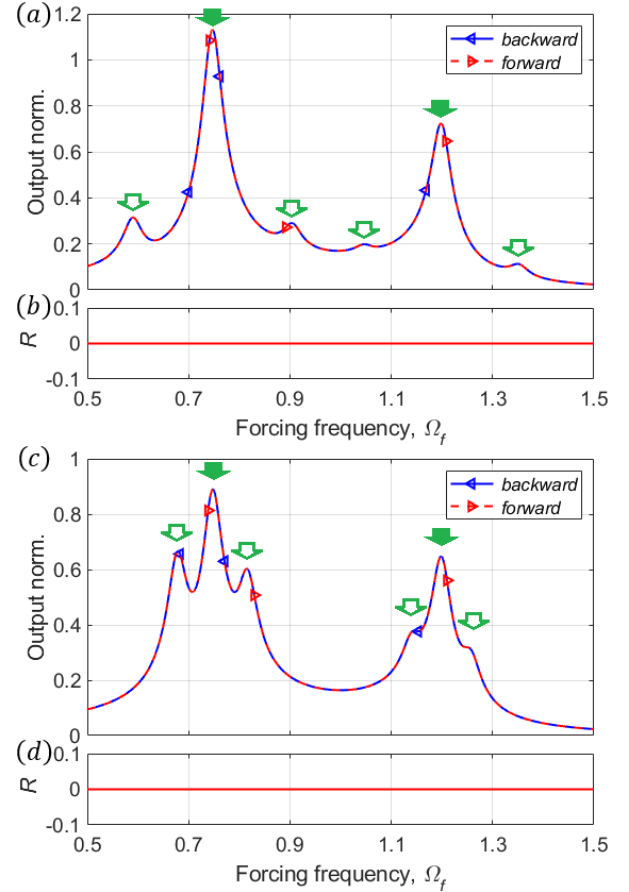 (a)
1.2
1
0.8
0.6
0.4
0.2
0
Output norm.
backward
forward
(b)
0.1
0
-0.1
R
0.5 0.7 0.9 1.1 1.3 1.5
Forcing frequency, Ω_f
(c)
1
0.8
0.6
0.4
0.2
0
Output norm.
backward
forward
(d)
0.1
0
-0.1
R
0.5 0.7 0.9 1.1 1.3 1.5
Forcing frequency, Ω_f